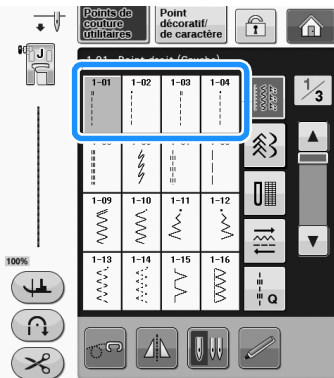 Points de
couture
utilitaires
Point
décoratif/
de caractère
J
1-01 Point droit (Gauche)
1/3
1-01 1-02 1-03 1-04
1-09 1-10 1-11 1-12
1-13 1-14 1-15 1-16
100%
Q